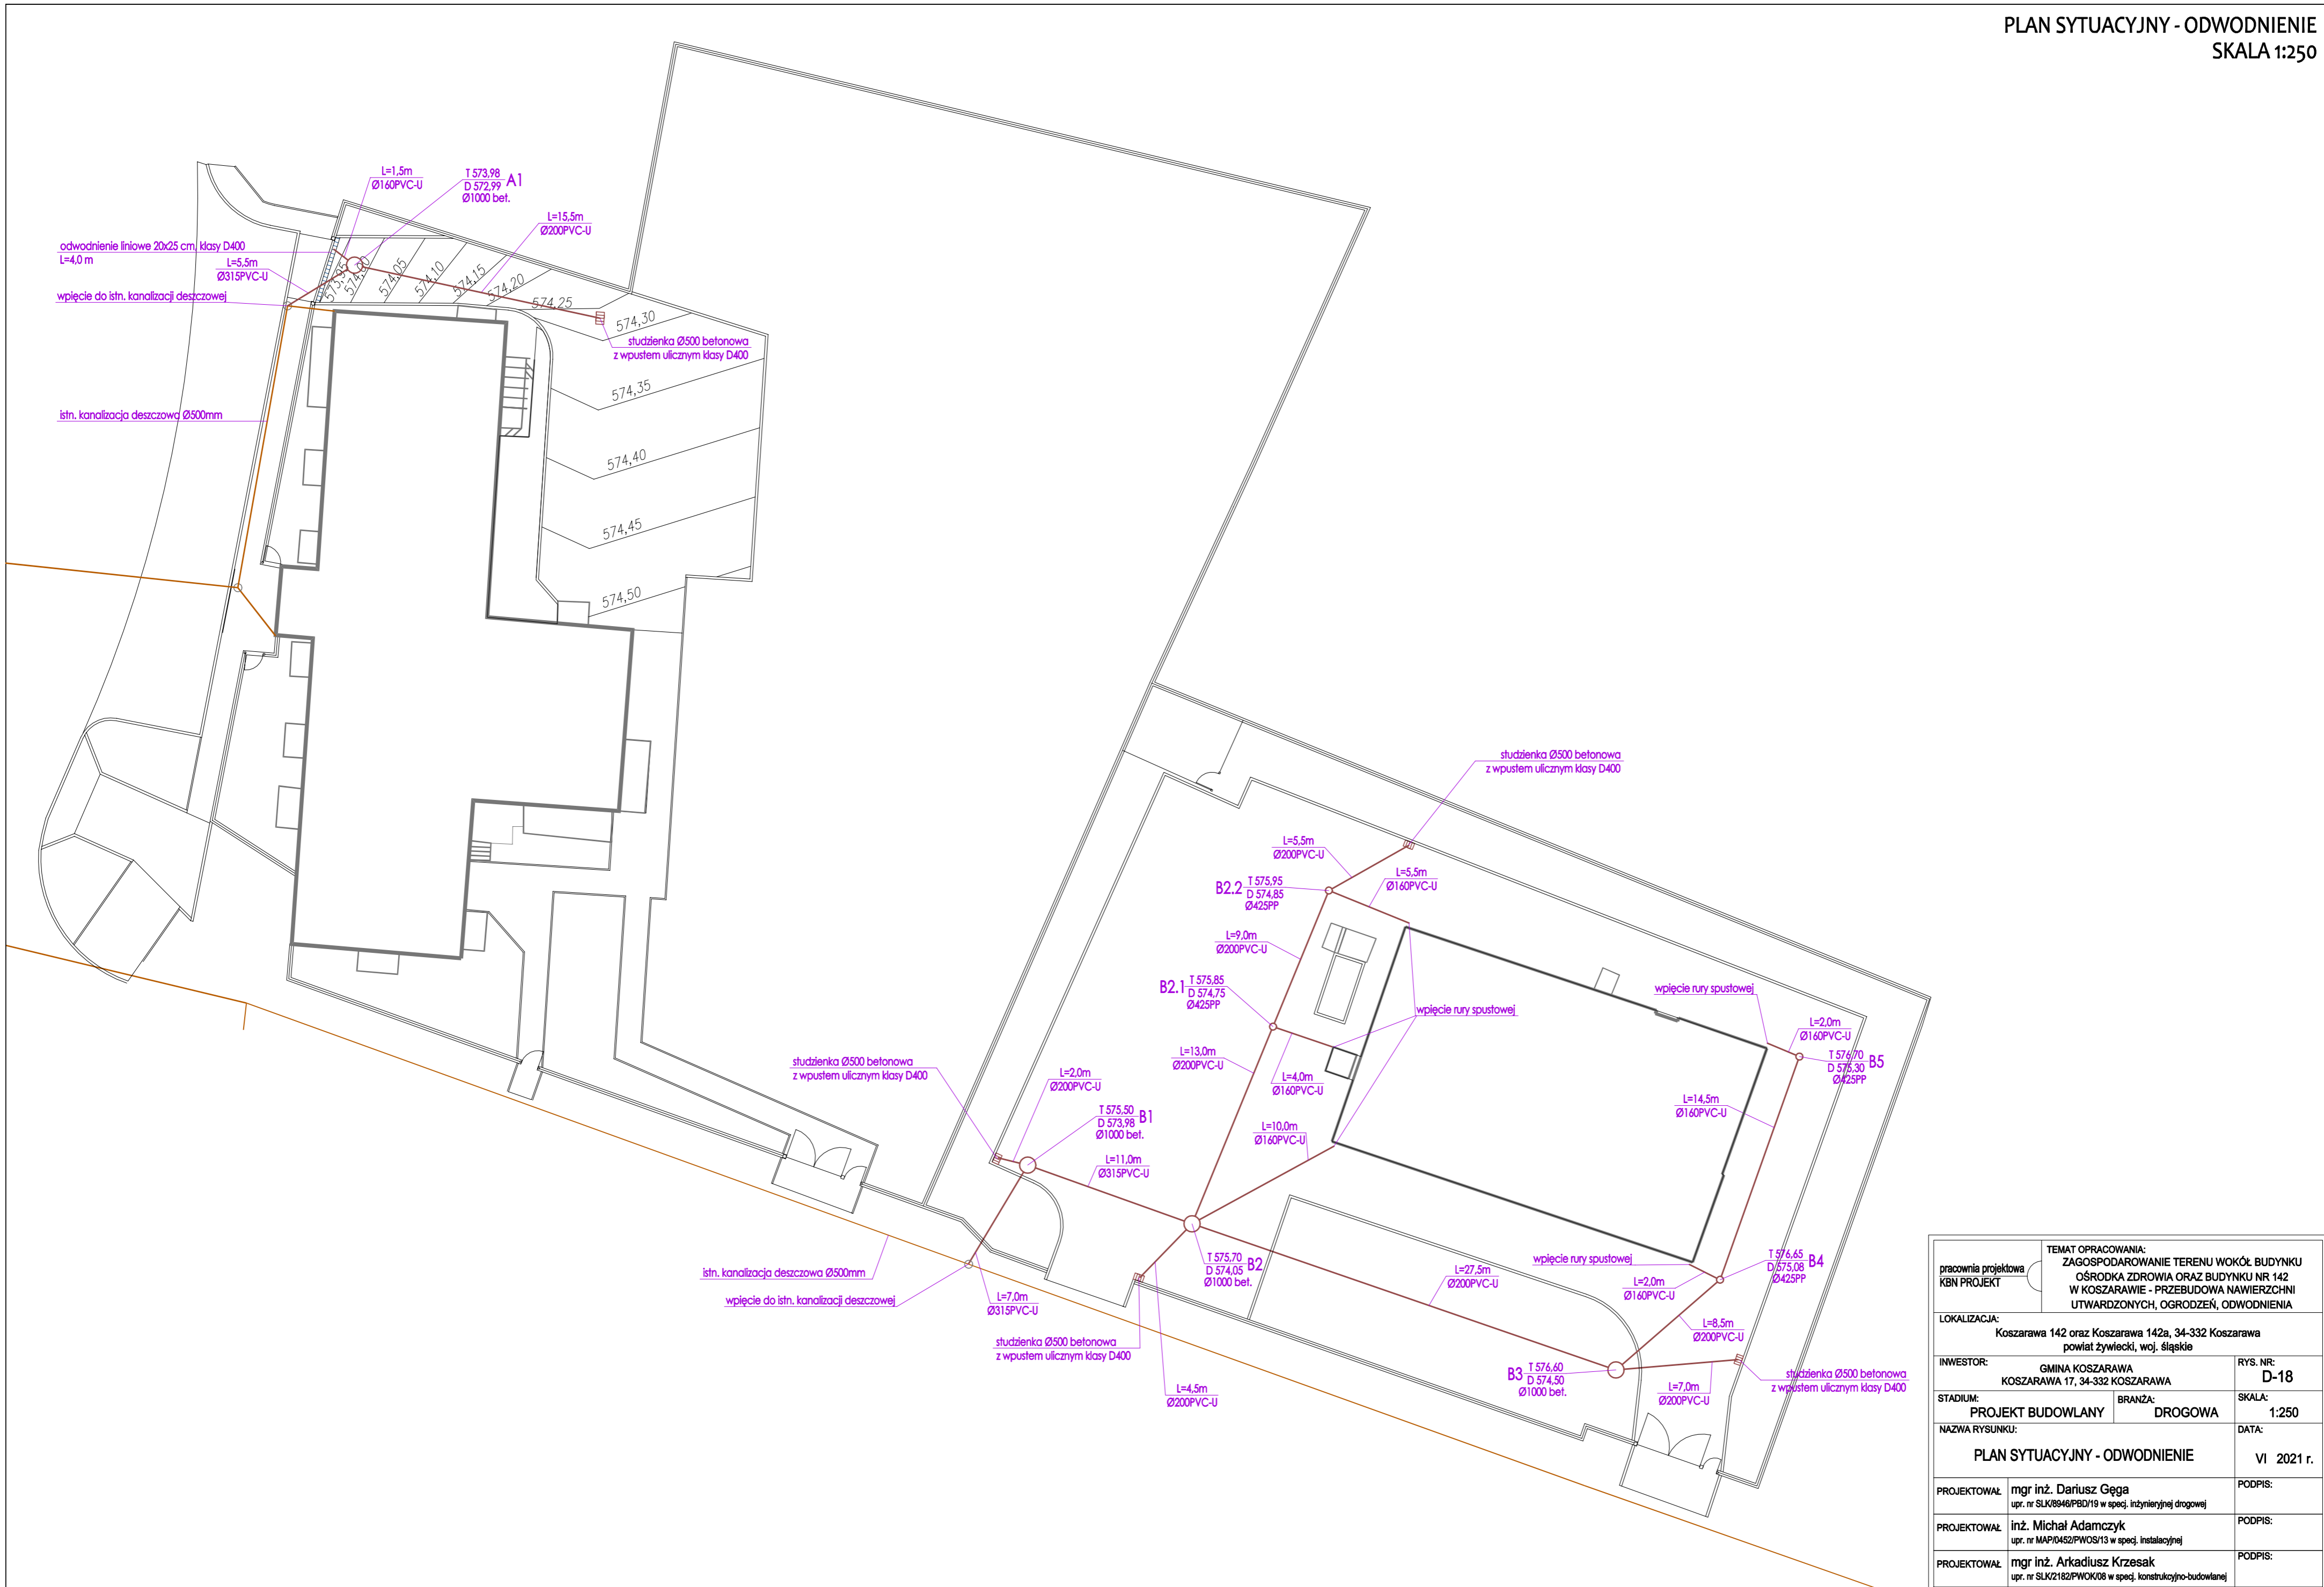 PLAN SYTUACYJNY - ODWODNIENIE
SKALA 1:250
L=1,5m
Ø160PVC-U
T 573,98
D 572,99
Ø1000 bet.
A1
L=15,5m
Ø200PVC-U
odwodnienie liniowe 20x25 cm, klasy D400
L=4,0 m
L=5,5m
Ø315PVC-U
wpięcie do istn. kanalizacji deszczowej
573,95
574,00
574,05
574,10
574,15
574,20
574,25
574,30
studzienka Ø500 betonowa
z wpustem ulicznym klasy D400
574,35
istn. kanalizacja deszczowa Ø500mm
574,40
574,45
574,50
studzienka Ø500 betonowa
z wpustem ulicznym klasy D400
L=5,5m
Ø200PVC-U
L=5,5m
Ø160PVC-U
B2.2
T 575,95
D 574,85
Ø425PP
L=9,0m
Ø200PVC-U
B2.1
T 575,85
D 574,75
Ø425PP
wpięcie rury spustowej
wpięcie rury spustowej
L=2,0m
Ø160PVC-U
T 576,70
D 575,30
Ø425PP
B5
L=13,0m
Ø200PVC-U
L=4,0m
Ø160PVC-U
studzienka Ø500 betonowa
z wpustem ulicznym klasy D400
L=2,0m
Ø200PVC-U
T 575,50
D 573,98
Ø1000 bet.
B1
L=14,5m
Ø160PVC-U
L=10,0m
Ø160PVC-U
L=11,0m
Ø315PVC-U
T 575,70
D 574,05
Ø1000 bet.
B2
wpięcie rury spustowej
T 576,65
D 575,08
Ø425PP
B4
istn. kanalizacja deszczowa Ø500mm
L=27,5m
Ø200PVC-U
L=2,0m
Ø160PVC-U
wpięcie do istn. kanalizacji deszczowej
L=7,0m
Ø315PVC-U
L=8,5m
Ø200PVC-U
studzienka Ø500 betonowa
z wpustem ulicznym klasy D400
B3
T 576,60
D 574,50
Ø1000 bet.
L=4,5m
Ø200PVC-U
L=7,0m
Ø200PVC-U
studzienka Ø500 betonowa
z wpustem ulicznym klasy D400
pracownia projektowa
KBN PROJEKT
TEMAT OPRACOWANIA:
ZAGOSPODAROWANIE TERENU WOKÓŁ BUDYNKU
OŚRODKA ZDROWIA ORAZ BUDYNKU NR 142
W KOSZARAWIE - PRZEBUDOWA NAWIERZCHNI
UTWARDZONYCH, OGRODZEŃ, ODWODNIENIA
LOKALIZACJA:
Koszarawa 142 oraz Koszarawa 142a, 34-332 Koszarawa
powiat żywiecki, woj. śląskie
INWESTOR:
GMINA KOSZARAWA
KOSZARAWA 17, 34-332 KOSZARAWA
RYS. NR:
D-18
STADIUM:
PROJEKT BUDOWLANY
BRANŻA:
DROGOWA
SKALA:
1:250
NAZWA RYSUNKU:
PLAN SYTUACYJNY - ODWODNIENIE
DATA:
VI 2021 r.
PROJEKTOWAŁ
mgr inż. Dariusz Gęga
upr. nr SLK/8946/PBD/19 w specj. inżynieryjnej drogowej
PODPIS:
PROJEKTOWAŁ
inż. Michał Adamczyk
upr. nr MAP/0452/PWOS/13 w specj. instalacyjnej
PODPIS:
PROJEKTOWAŁ
mgr inż. Arkadiusz Krzesak
upr. nr SLK/2182/PWOK/08 w specj. konstrukcyjno-budowlanej
PODPIS: